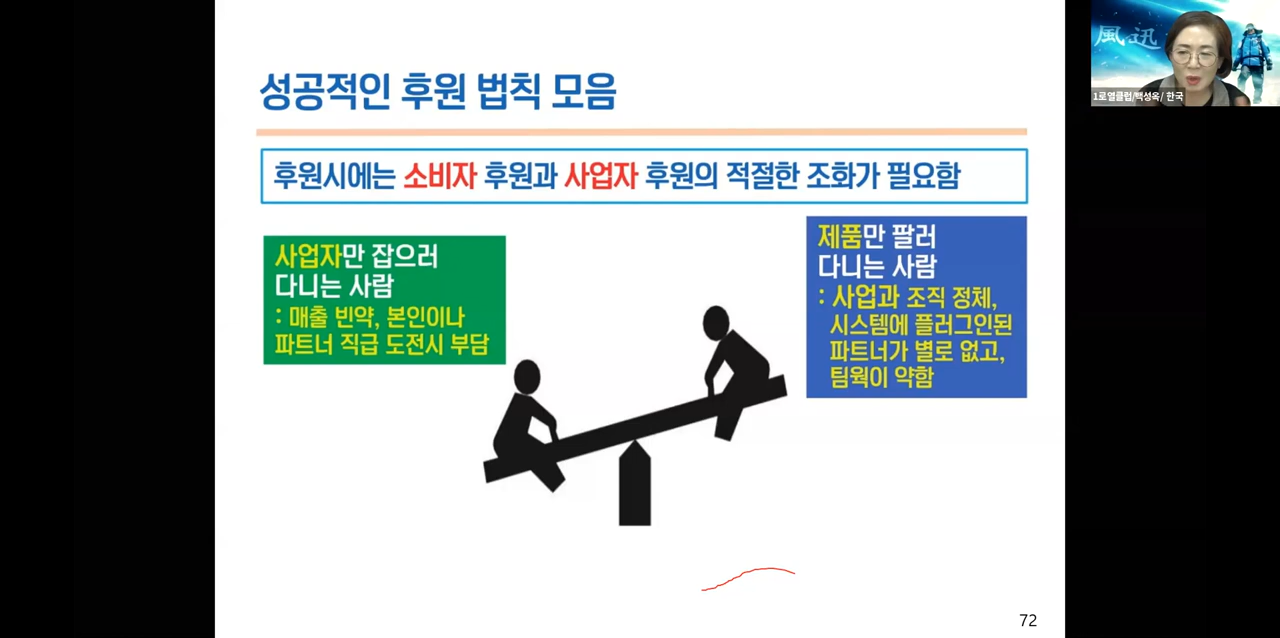 성공적인 후원 법칙 모음
후원시에는 소비자 후원과 사업자 후원의 적절한 조화가 필요함
사업자만 잡으러
다니는 사람
: 매출 빈약, 본인이나
파트너 직급 도전시 부담
제품만 팔러
다니는 사람
: 사업과 조직 정체,
시스템에 플러그인된
파트너가 별로 없고,
팀웍이 약함
72
風迅
1로열클럽/백성옥/ 한국